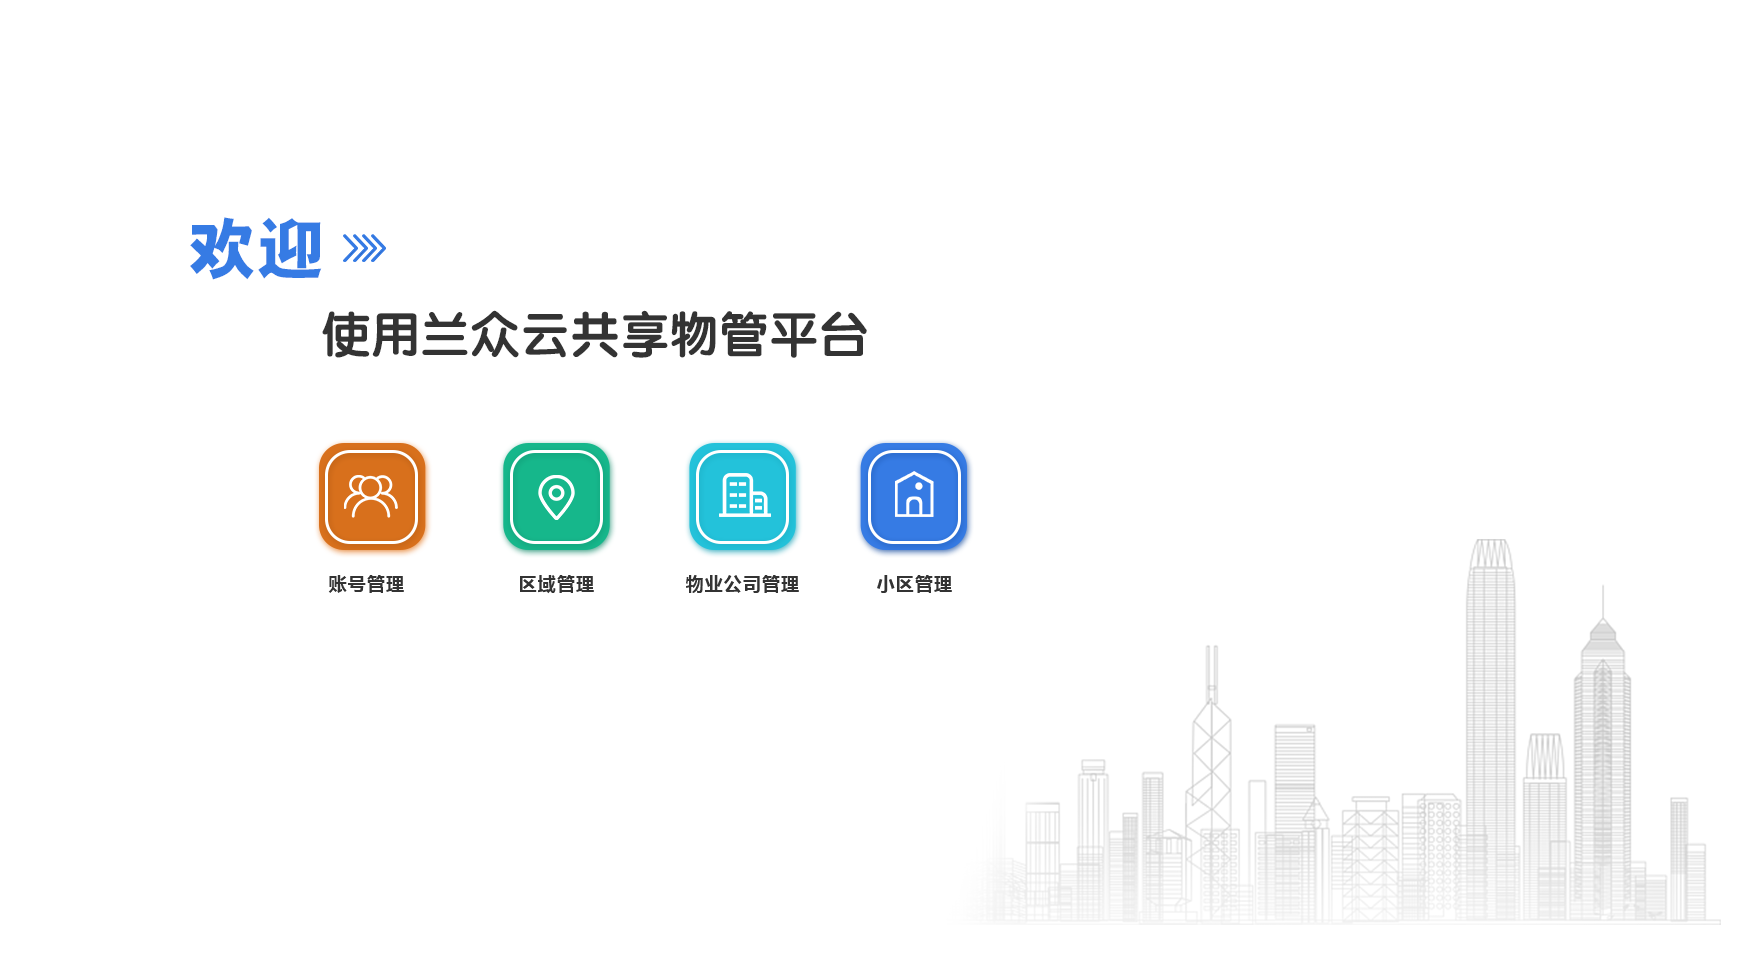 欢迎
使用兰众云共享物管平台
账号管理
区域管理
物业公司管理
小区管理